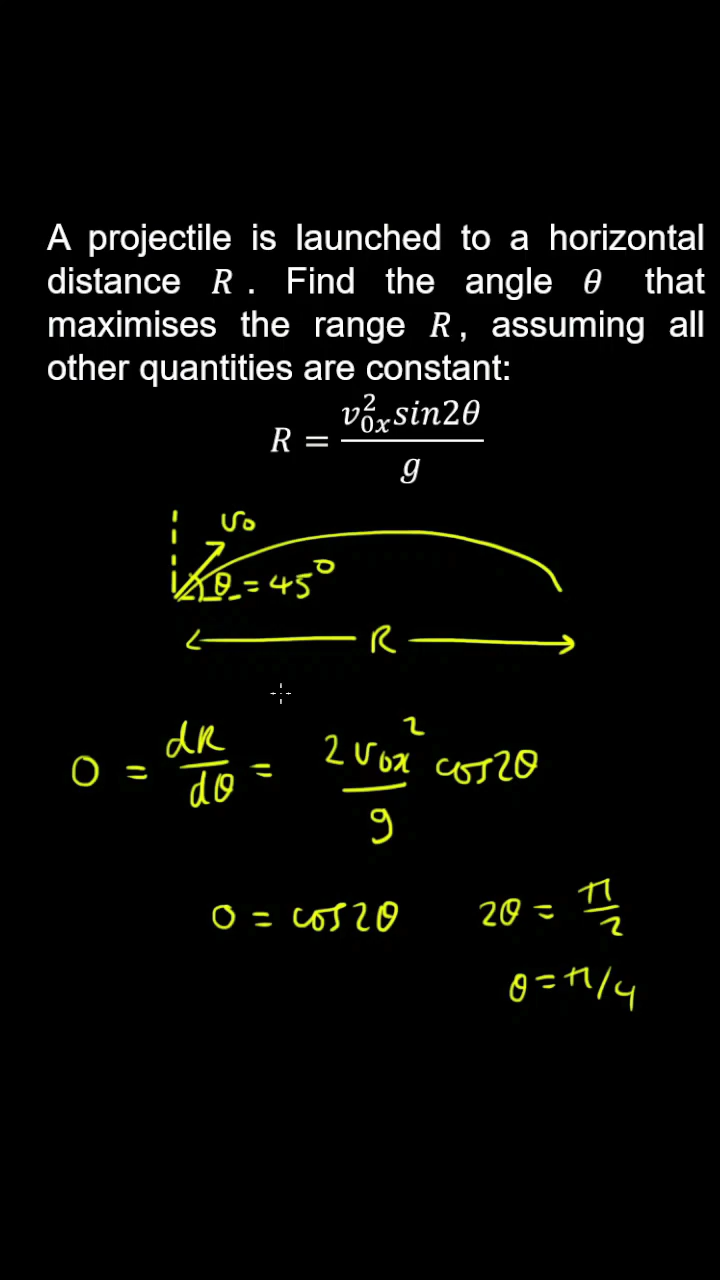 A projectile is launched to a horizontal
distance R . Find the angle θ that
maximises the range R, assuming all
other quantities are constant:
R = v₀ₓ² sin2θ / g
v₀
θ = 45°
R
0 = dR/dθ = 2v₀ₓ²/g cos2θ
0 = cos2θ 2θ = π/2
θ = π/4